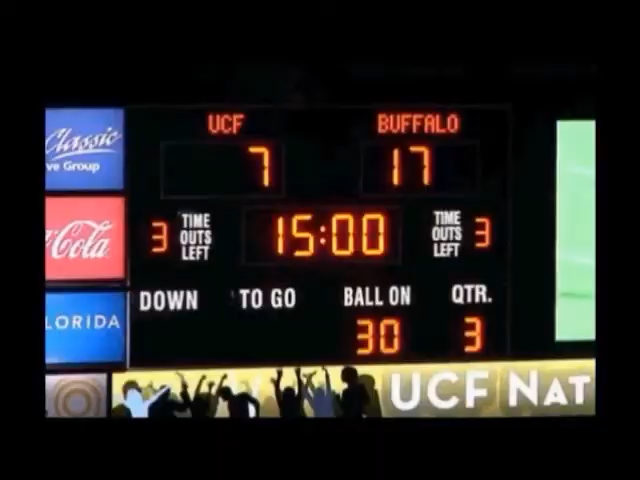 Classic
ve Group
Coca-Cola
LORIDA
UCF BUFFALO
7 17
3 TIME OUTS LEFT 15:00 TIME OUTS LEFT 3
DOWN TO GO BALL ON QTR.
30 3
UCF NAT